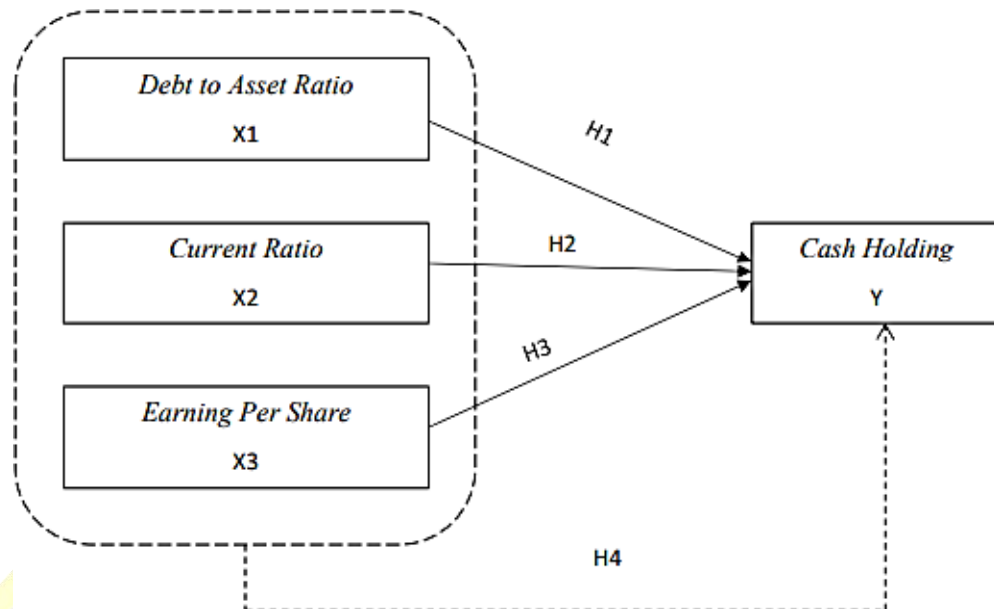 Debt to Asset Ratio
X1
H1
Current Ratio
X2
H2
Cash Holding
Y
H3
Earning Per Share
X3
H4